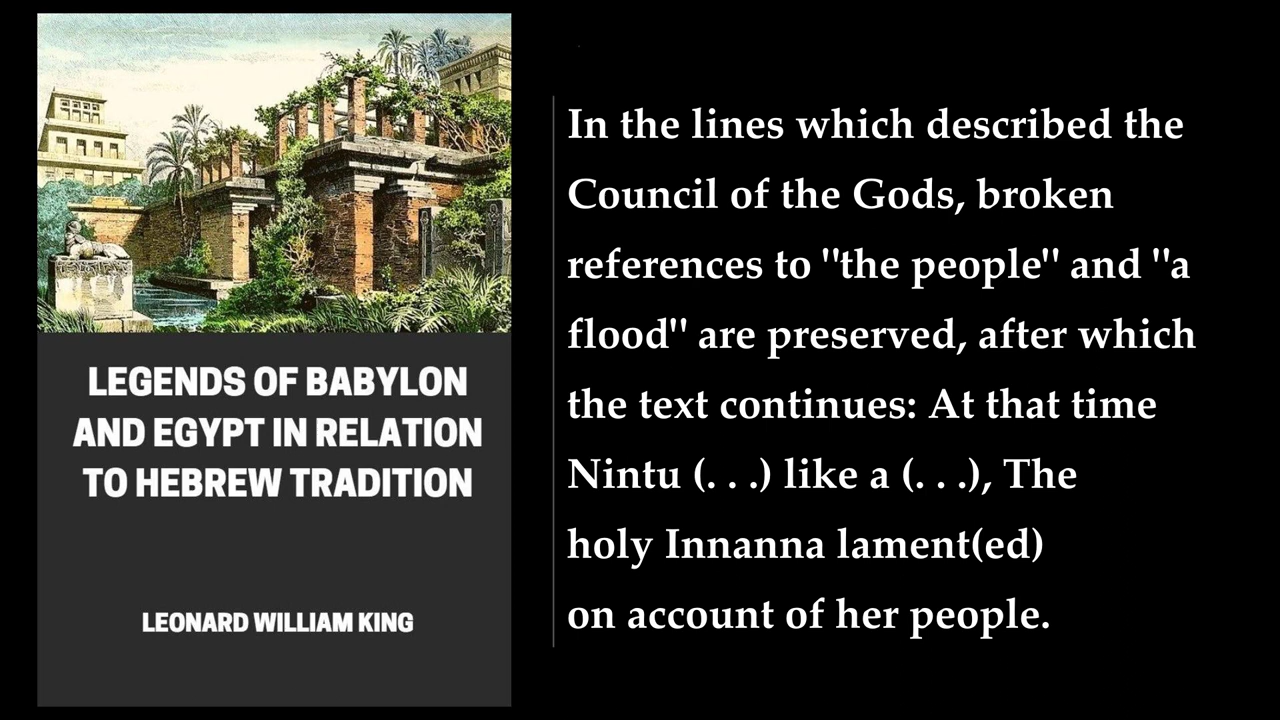 LEGENDS OF BABYLON
AND EGYPT IN RELATION
TO HEBREW TRADITION
LEONARD WILLIAM KING
In the lines which described the
Council of the Gods, broken
references to "the people" and "a
flood" are preserved, after which
the text continues: At that time
Nintu (. . .) like a (. . .), The
holy Innanna lament(ed)
on account of her people.